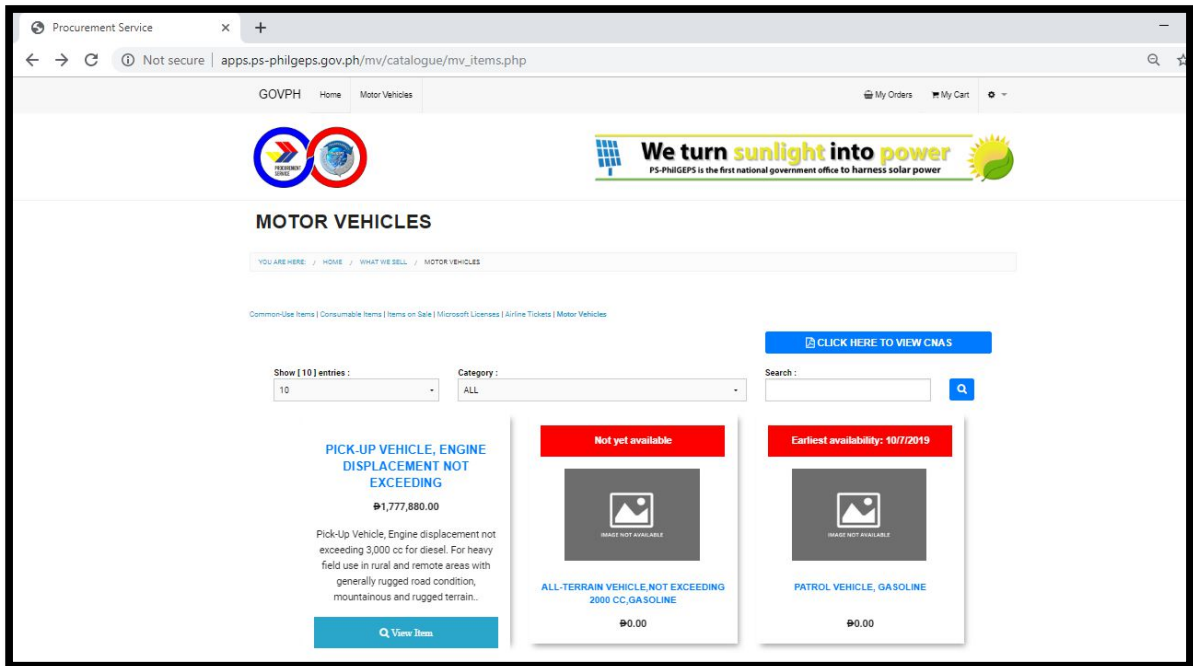 Procurement Service
Not secure | apps.ps-philgeps.gov.ph/mv/catalogue/mv_items.php
GOVPH Home Motor Vehicles My Orders My Cart
PROCUREMENT
SERVICE
We turn sunlight into power
PS-PhilGEPS is the first national government office to harness solar power
MOTOR VEHICLES
YOU ARE HERE: / HOME / WHAT WE SELL / MOTOR VEHICLES
Common-Use Items | Consumable Items | Items on Sale | Microsoft Licenses | Airline Tickets | Motor Vehicles
CLICK HERE TO VIEW CNAS
Show [ 10 ] entries : Category : Search :
10 ALL
PICK-UP VEHICLE, ENGINE
DISPLACEMENT NOT
EXCEEDING
₱1,777,880.00
Pick-Up Vehicle, Engine displacement not
exceeding 3,000 cc for diesel. For heavy
field use in rural and remote areas with
generally rugged road condition,
mountainous and rugged terrain..
View Item
Not yet available
IMAGE NOT AVAILABLE
ALL-TERRAIN VEHICLE,NOT EXCEEDING
2000 CC,GASOLINE
₱0.00
Earliest availability: 10/7/2019
IMAGE NOT AVAILABLE
PATROL VEHICLE, GASOLINE
₱0.00